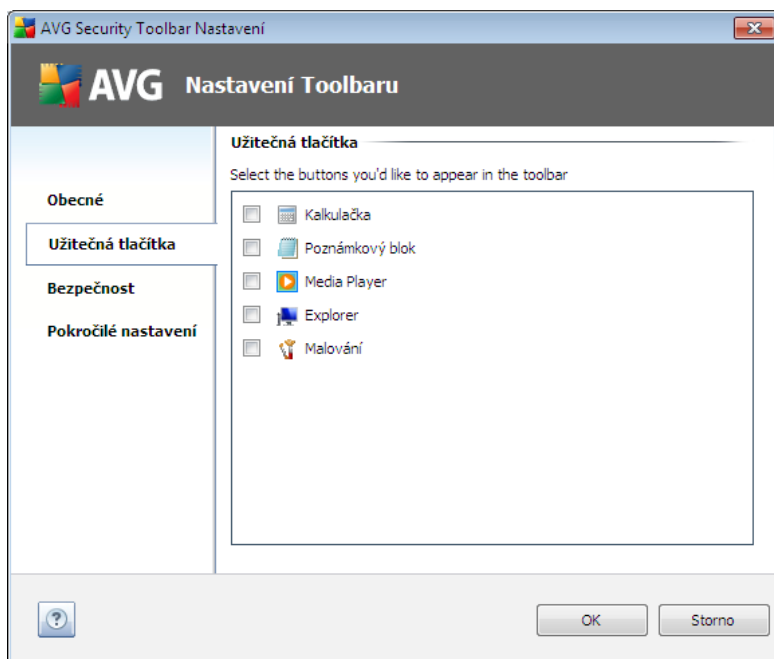 AVG Security Toolbar Nastavení
AVG Nastavení Toolbaru
Obecné
Užitečná tlačítka
Bezpečnost
Pokročilé nastavení
Užitečná tlačítka
Select the buttons you'd like to appear in the toolbar
Kalkulačka
Poznámkový blok
Media Player
Explorer
Malování
?
OK
Storno